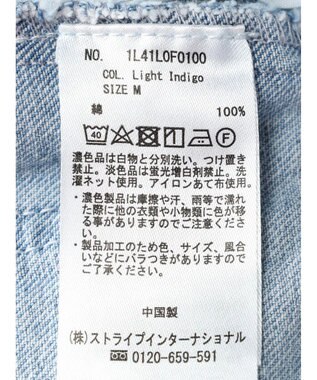 NO. 1L41L0F0100
COL. Light Indigo
SIZE M
綿 100%
40 F
濃色品は白物と分別洗い。つけ置き
禁止。淡色品は蛍光増白剤禁止。洗
濯ネット使用。アイロンあて布使用。
・濃色製品は摩擦や汗、雨等で濡れ
た際に他の衣類や小物類に色が移
る事がありますのでご注意くださ
い。
・製品加工のため色、サイズ、風合
いなどにバラつきがありますのでご
了承ください。
中国製
(株)ストライプインターナショナル
0120-659-591